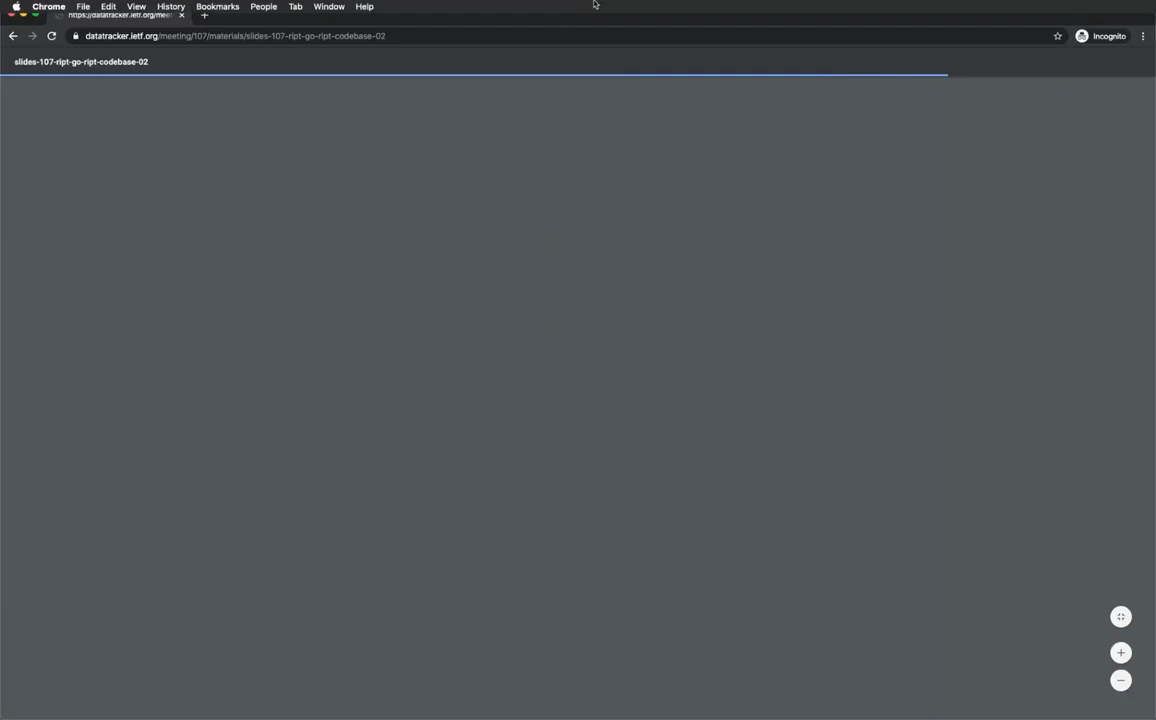 Chrome File Edit View History Bookmarks People Tab Window Help
https://datatracker.ietf.org/meet
datatracker.ietf.org/meeting/107/materials/slides-107-ript-go-ript-codebase-02
Incognito
slides-107-ript-go-ript-codebase-02